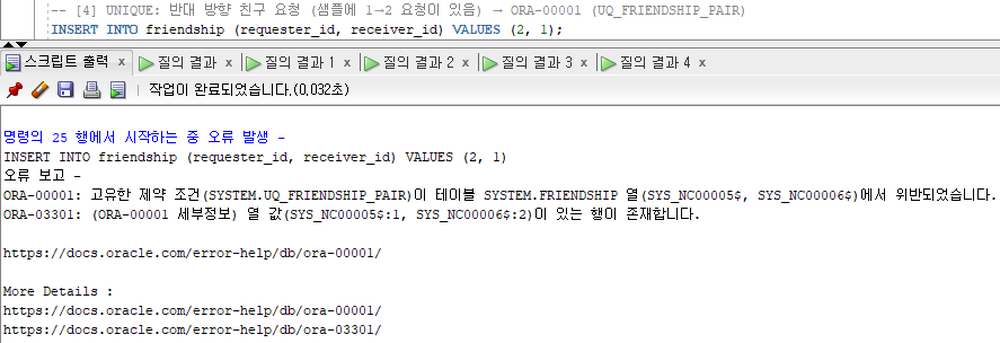 -- [4] UNIQUE: 반대 방향 친구 요청 (샘플에 1→2 요청이 있음) → ORA-00001 (UQ_FRIENDSHIP_PAIR)
INSERT INTO friendship (requester_id, receiver_id) VALUES (2, 1);
스크립트 출력 x 질의 결과 x 질의 결과 1 x 질의 결과 2 x 질의 결과 3 x 질의 결과 4 x
작업이 완료되었습니다.(0,032초)
명령의 25 행에서 시작하는 중 오류 발생 -
INSERT INTO friendship (requester_id, receiver_id) VALUES (2, 1)
오류 보고 -
ORA-00001: 고유한 제약 조건(SYSTEM.UQ_FRIENDSHIP_PAIR)이 테이블 SYSTEM.FRIENDSHIP 열(SYS_NC00005$, SYS_NC00006$)에서 위반되었습니다.
ORA-03301: (ORA-00001 세부정보) 열 값(SYS_NC00005$:1, SYS_NC00006$:2)이 있는 행이 존재합니다.
https://docs.oracle.com/error-help/db/ora-00001/
More Details :
https://docs.oracle.com/error-help/db/ora-00001/
https://docs.oracle.com/error-help/db/ora-03301/